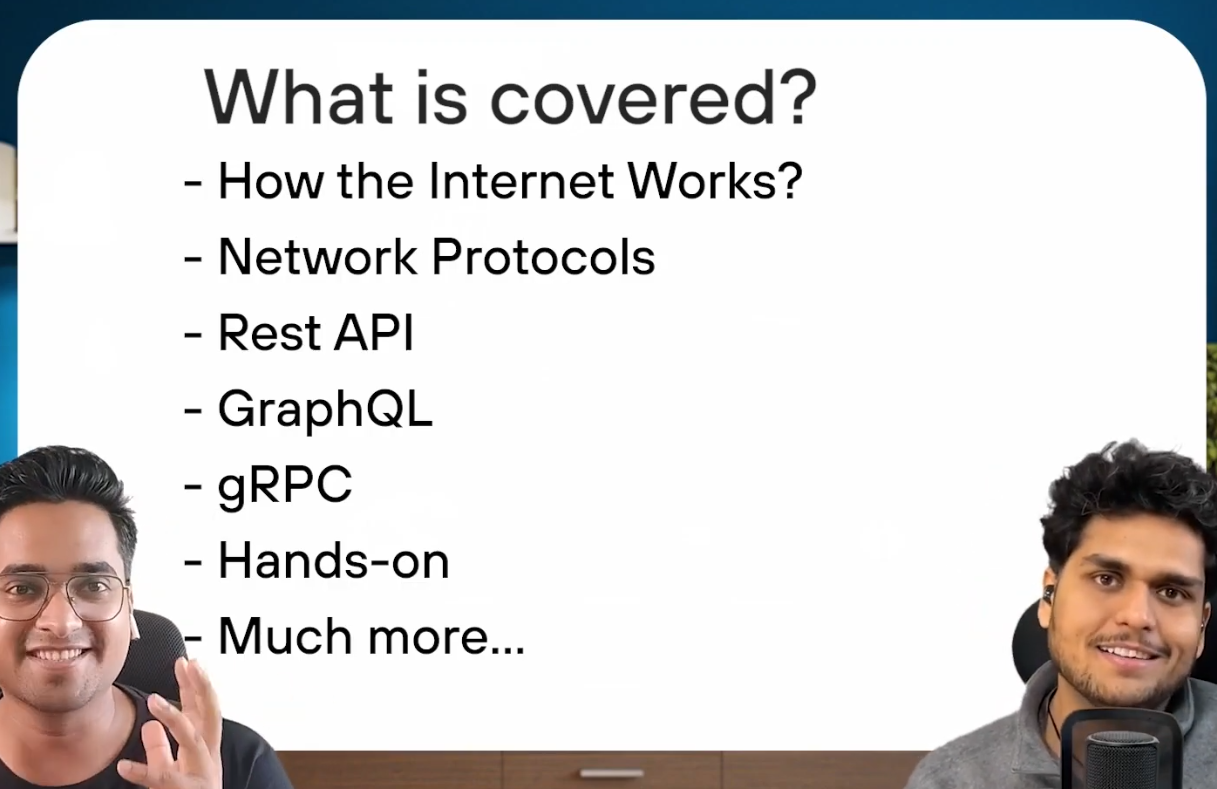 What is covered?
- How the Internet Works?
- Network Protocols
- Rest API
- GraphQL
- gRPC
- Hands-on
- Much more...